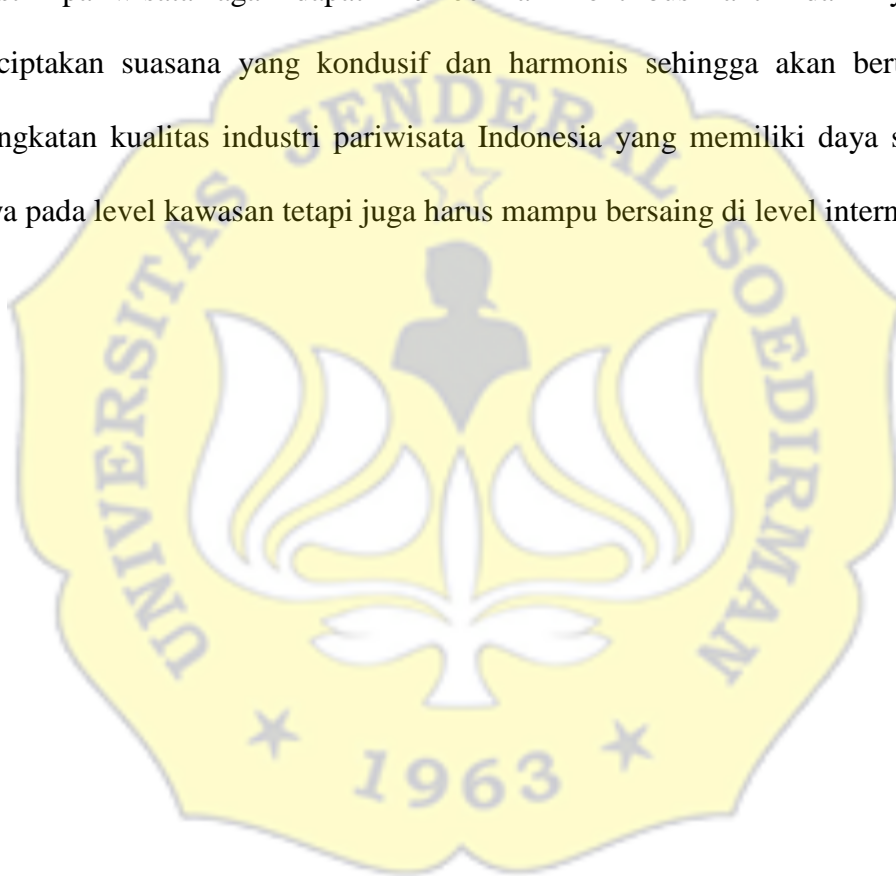 ciptakan suasana yang kondusif dan harmonis sehingga akan ber
ngkatan kualitas industri pariwisata Indonesia yang memiliki daya s
a pada level kawasan tetapi juga harus mampu bersaing di level intern
UNIVERSITAS JENDERAL SOEDIRMAN
1963